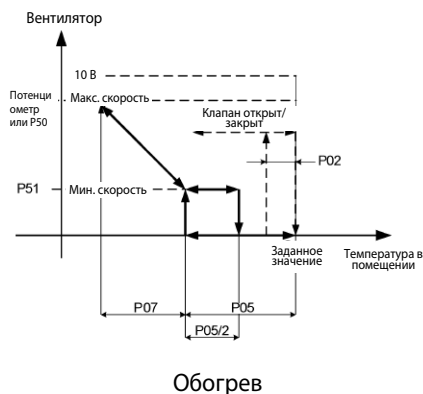 Вентилятор
10 В
Потенци
ометр
или P50
Макс. скорость
Клапан открыт/
закрыт
P02
P51
Мин. скорость
Заданное
значение
Температура в
помещении
P07
P05
P05/2
Обогрев